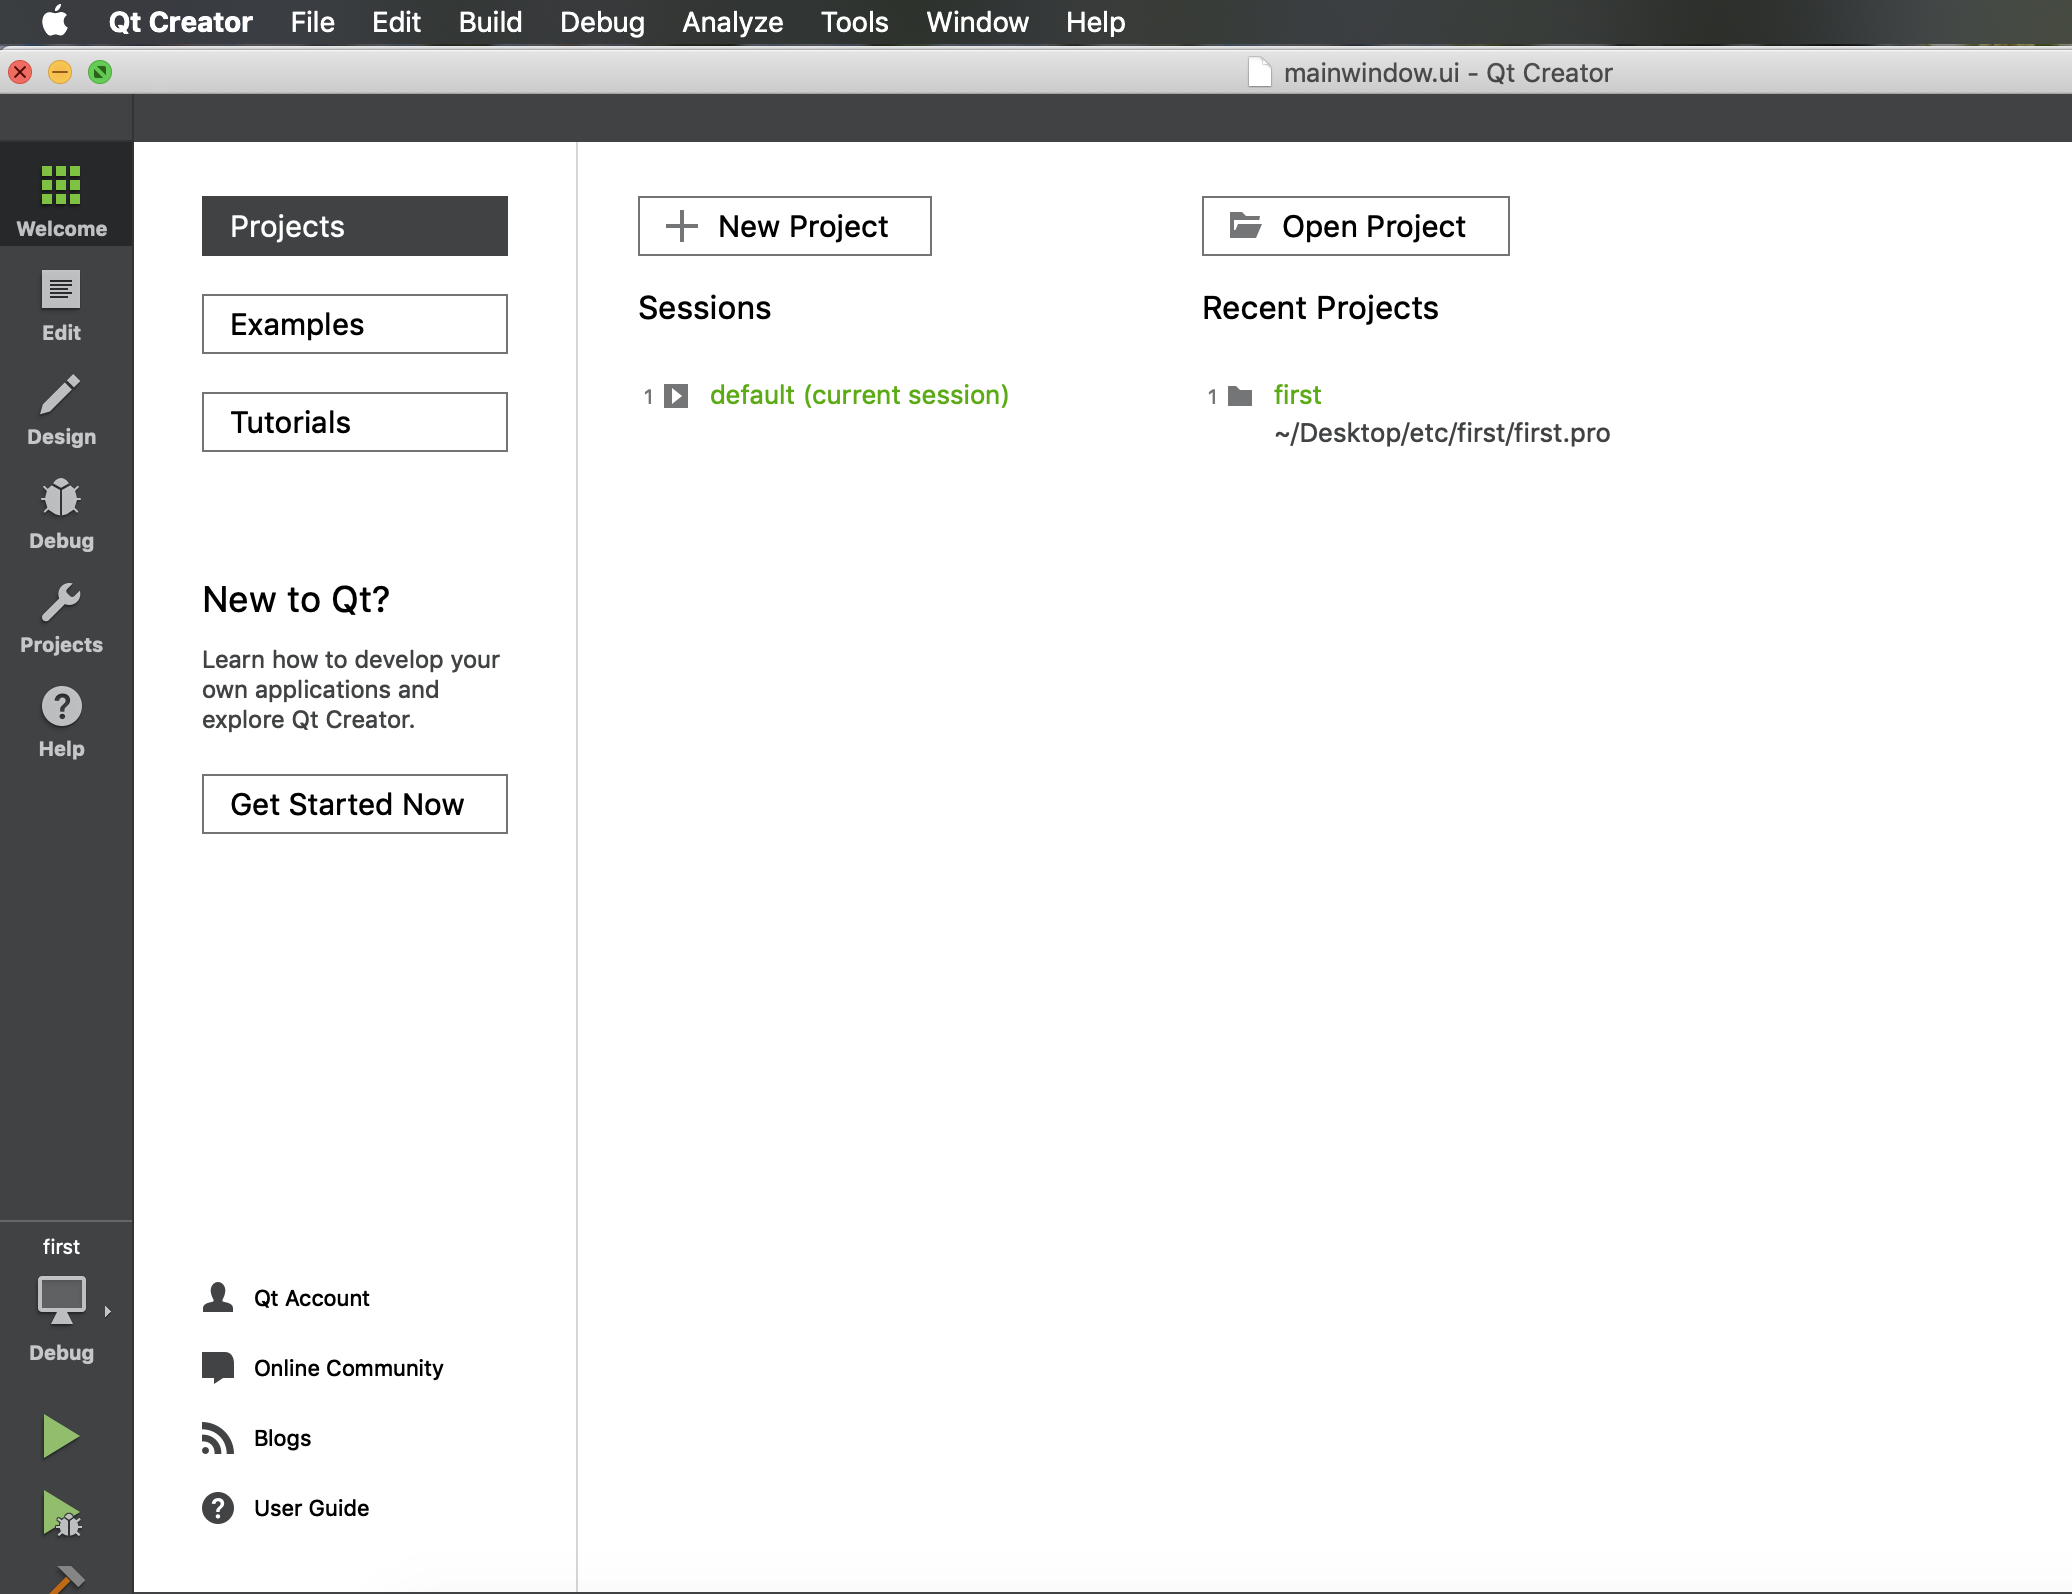 Qt Creator File Edit Build Debug Analyze Tools Window Help
mainwindow.ui - Qt Creator
Welcome
Edit
Design
Debug
Projects
Help
first
Debug
Projects
Examples
Tutorials
New to Qt?
Learn how to develop your
own applications and
explore Qt Creator.
Get Started Now
Qt Account
Online Community
Blogs
User Guide
New Project
Sessions
1 default (current session)
Open Project
Recent Projects
1 first
~/Desktop/etc/first/first.pro